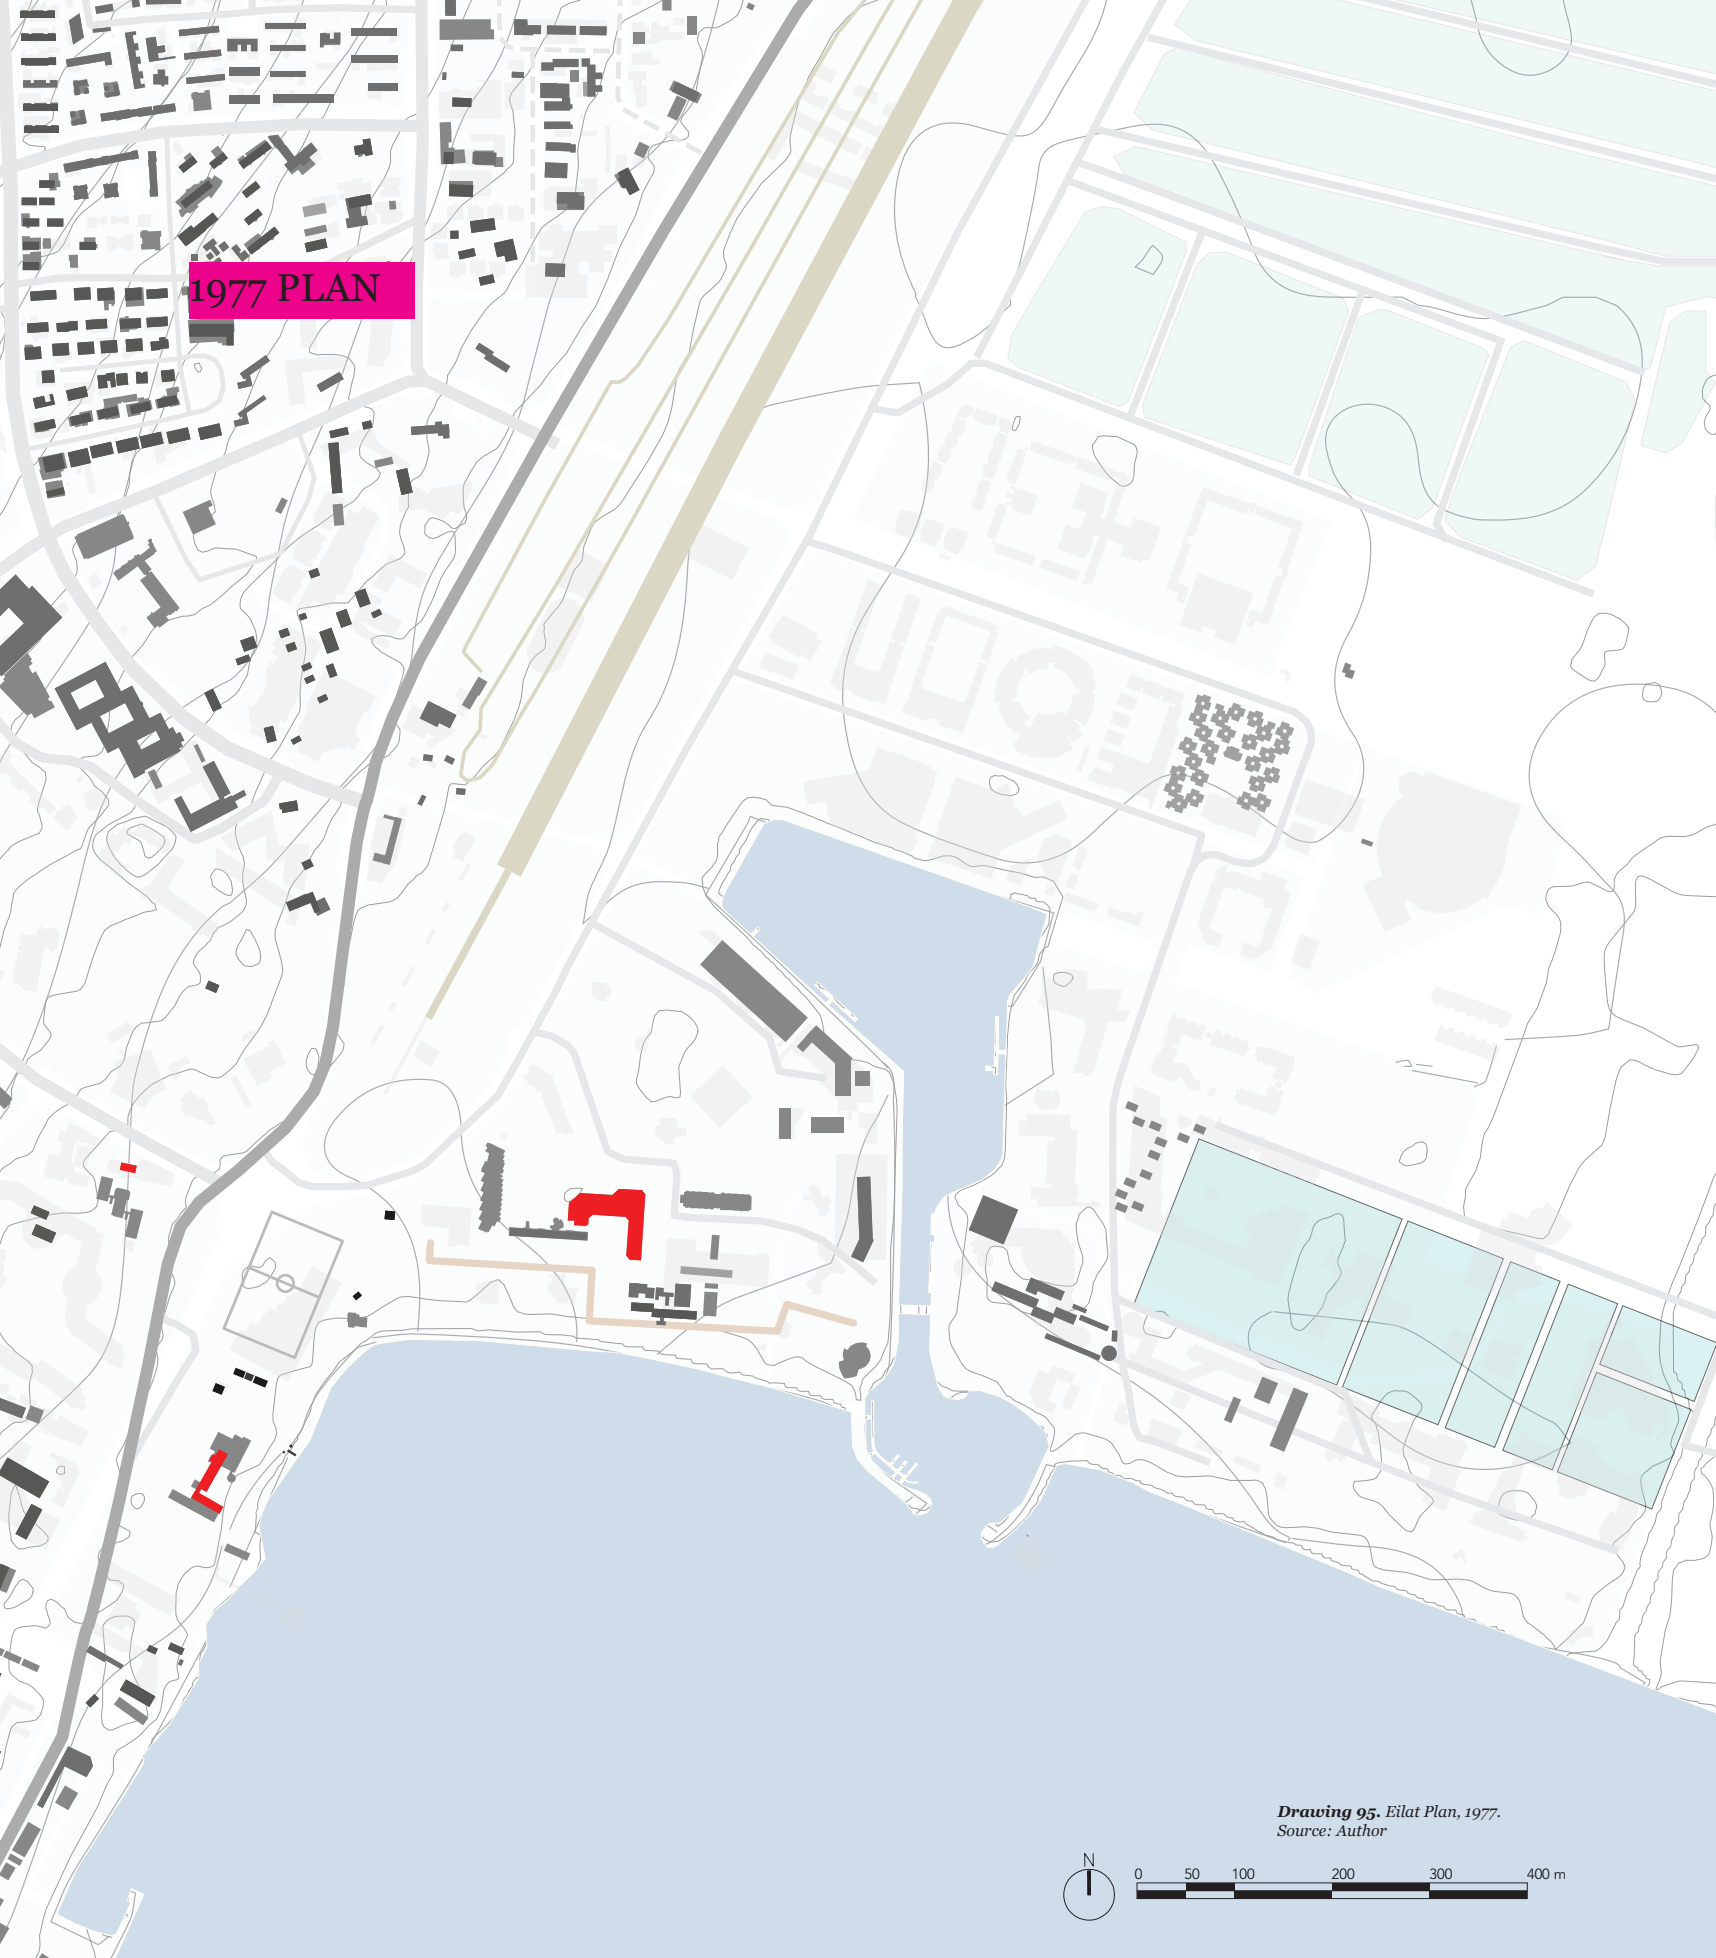 1977 PLAN
Drawing 95. Eilat Plan, 1977.
Source: Author
N
0 50 100 200 300 400 m